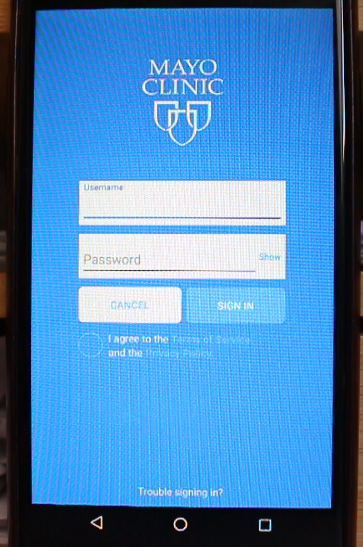 MAYO
CLINIC
Username
Password
Show
CANCEL
SIGN IN
I agree to the Terms of Service
and the Privacy Policy.
Trouble signing in?